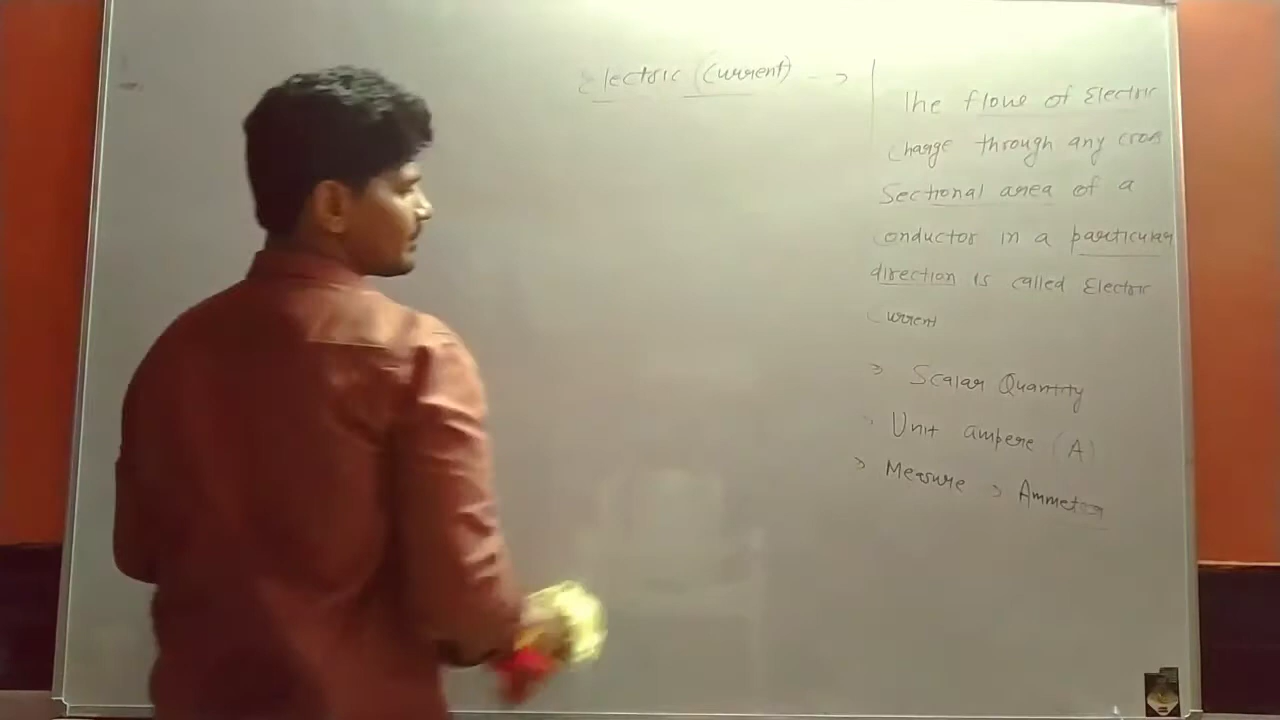 Electric (Current) →
The flow of Electric
charge through any cross
Sectional area of a
conductor in a particular
direction is called Electric
current
→ Scalar Quantity
→ Unit ampere (A)
→ Measure → Ammeter